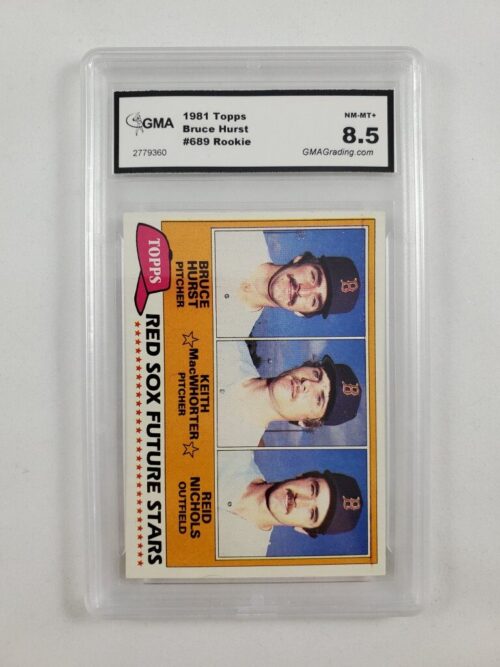 GMA
2779360
1981 Topps
Bruce Hurst
#689 Rookie
NM-MT+
8.5
GMAGrading.com
TOPPS
BRUCE
HURST
PITCHER
KEITH
MacWHORTER
PITCHER
REID
NICHOLS
OUTFIELD
RED SOX FUTURE STARS
B
B
B